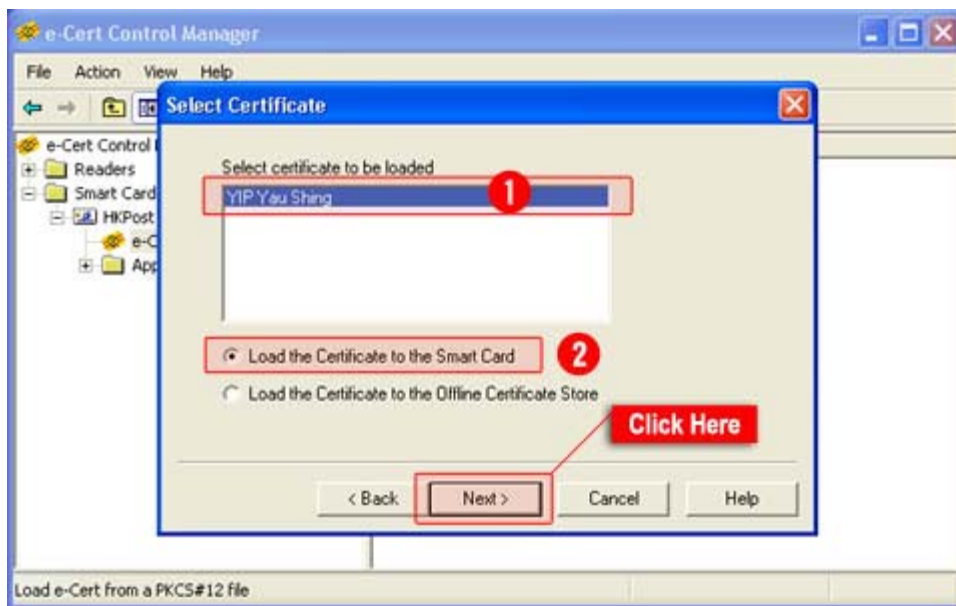 e-Cert Control Manager
File Action View Help
Select Certificate
e-Cert Control
Readers
Smart Card
HKPost
e-C
App
Select certificate to be loaded
YIP Yau Shing
1
Load the Certificate to the Smart Card
2
Load the Certificate to the Offline Certificate Store
Click Here
< Back Next > Cancel Help
Load e-Cert from a PKCS#12 file